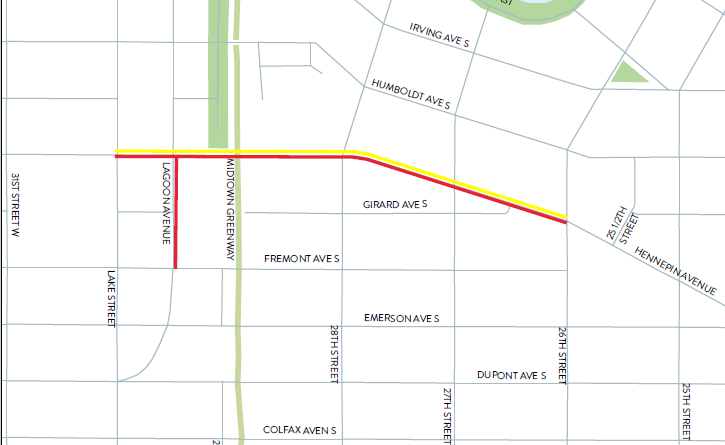 IRVING AVE S
HUMBOLDT AVE S
31ST STREET W
LAGOON AVENUE
MIDTOWN GREENWAY
GIRARD AVE S
25 1/2TH
STREET
HENNEPIN AVENUE
FREMONT AVE S
LAKE STREET
EMERSON AVE S
28TH STREET
26TH STREET
DUPONT AVE S
27TH STREET
25TH STREET
COLFAX AVEN S
2